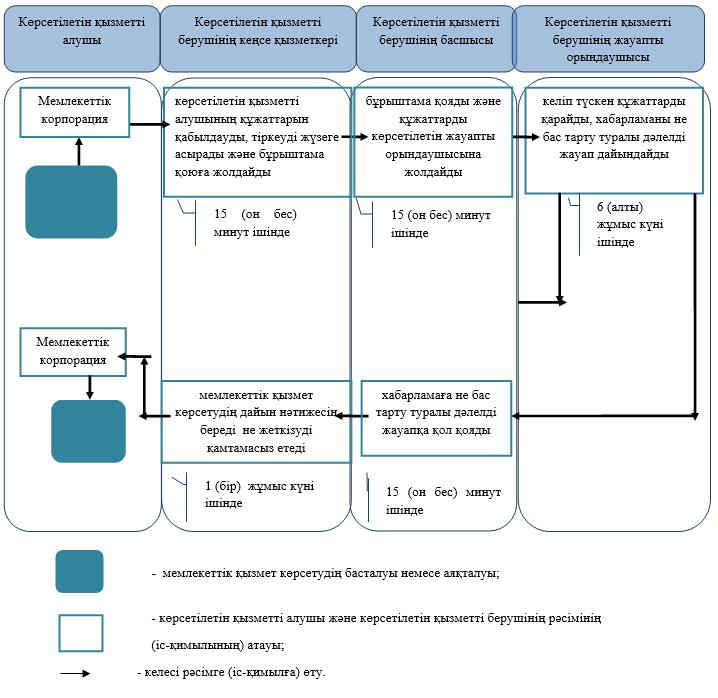 Көрсетілетін қызметті
алушы
Көрсетілетін қызметті
берушінің кеңсе қызметкері
Көрсетілетін қызметті
берушінің басшысы
Көрсетілетін қызметті
берушінің жауапты
орындаушысы
Мемлекеттік
корпорация
көрсетілетін қызметті
алушының құжаттарын
қабылдауды, тіркеуді жүзеге
асырады және бұрыштама
қоюға жолдайды
бұрыштама қояды және
құжаттарды
көрсетілетін жауапты
орындаушысына
жолдайды
келіп түскен құжаттарды
қарайды, хабарламаны не
бас тарту туралы дәлелді
жауап дайындайды
15 (он бес)
минут ішінде
15 (он бес) минут
ішінде
6 (алты)
жұмыс күні
ішінде
Мемлекеттік
корпорация
мемлекеттік қызмет
көрсетудің дайын нәтижесін
береді не жеткізуді
қамтамасыз етеді
хабарламаға не бас
тарту туралы дәлелді
жауапқа қол қояды
1 (бір) жұмыс күні
ішінде
15 (он бес) минут
ішінде
- мемлекеттік қызмет көрсетудің басталуы немесе аяқталуы;
- көрсетілетін қызметті алушы және көрсетілетін қызметті берушінің рәсімінің
(іс-қимылының) атауы;
- келесі рәсімге (іс-қимылға) өту.